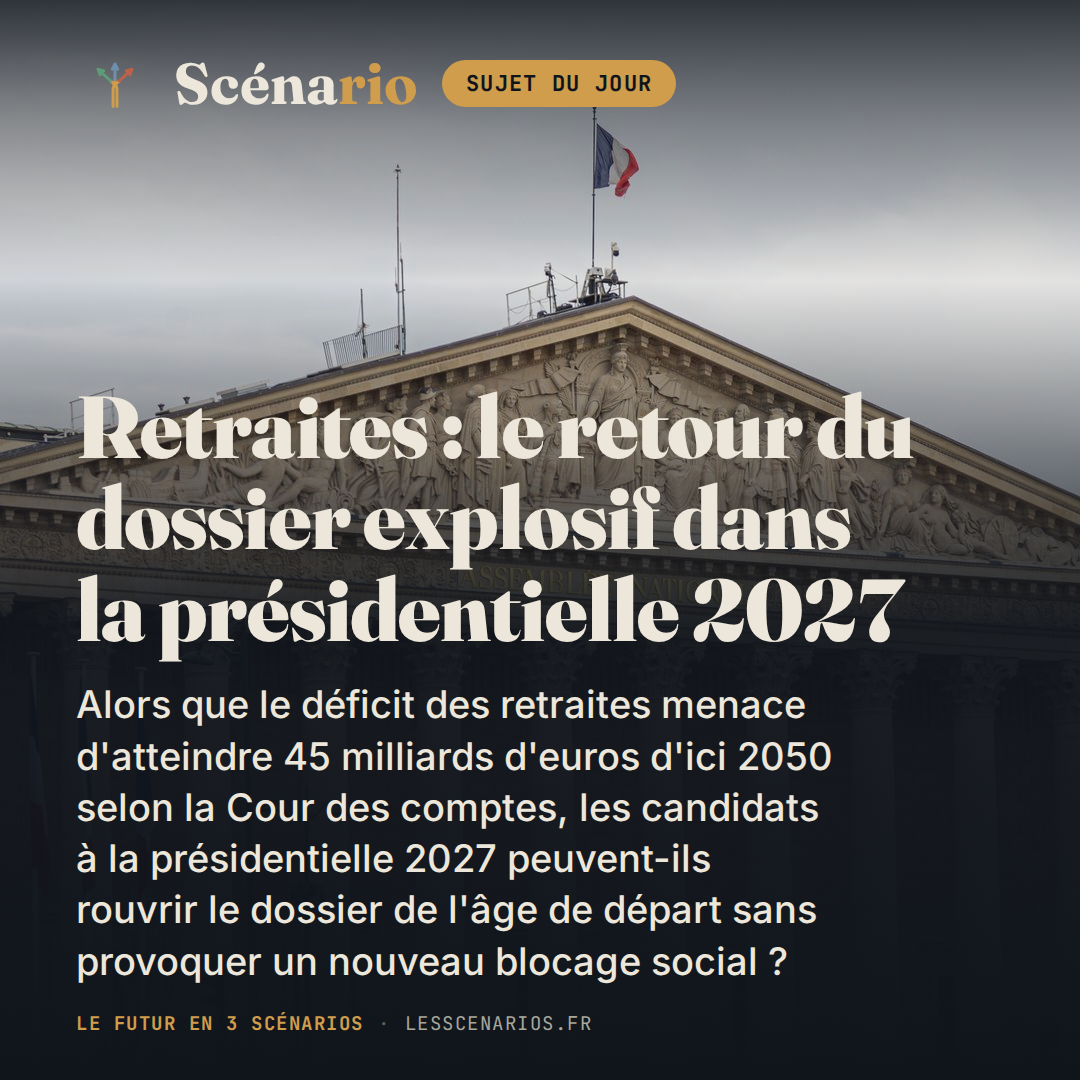 Scénario
SUJET DU JOUR
Retraites : le retour du
dossier explosif dans
la présidentielle 2027
Alors que le déficit des retraites menace
d'atteindre 45 milliards d'euros d'ici 2050
selon la Cour des comptes, les candidats
à la présidentielle 2027 peuvent-ils
rouvrir le dossier de l'âge de départ sans
provoquer un nouveau blocage social ?
LE FUTUR EN 3 SCÉNARIOS · LESSCENARIOS.FR